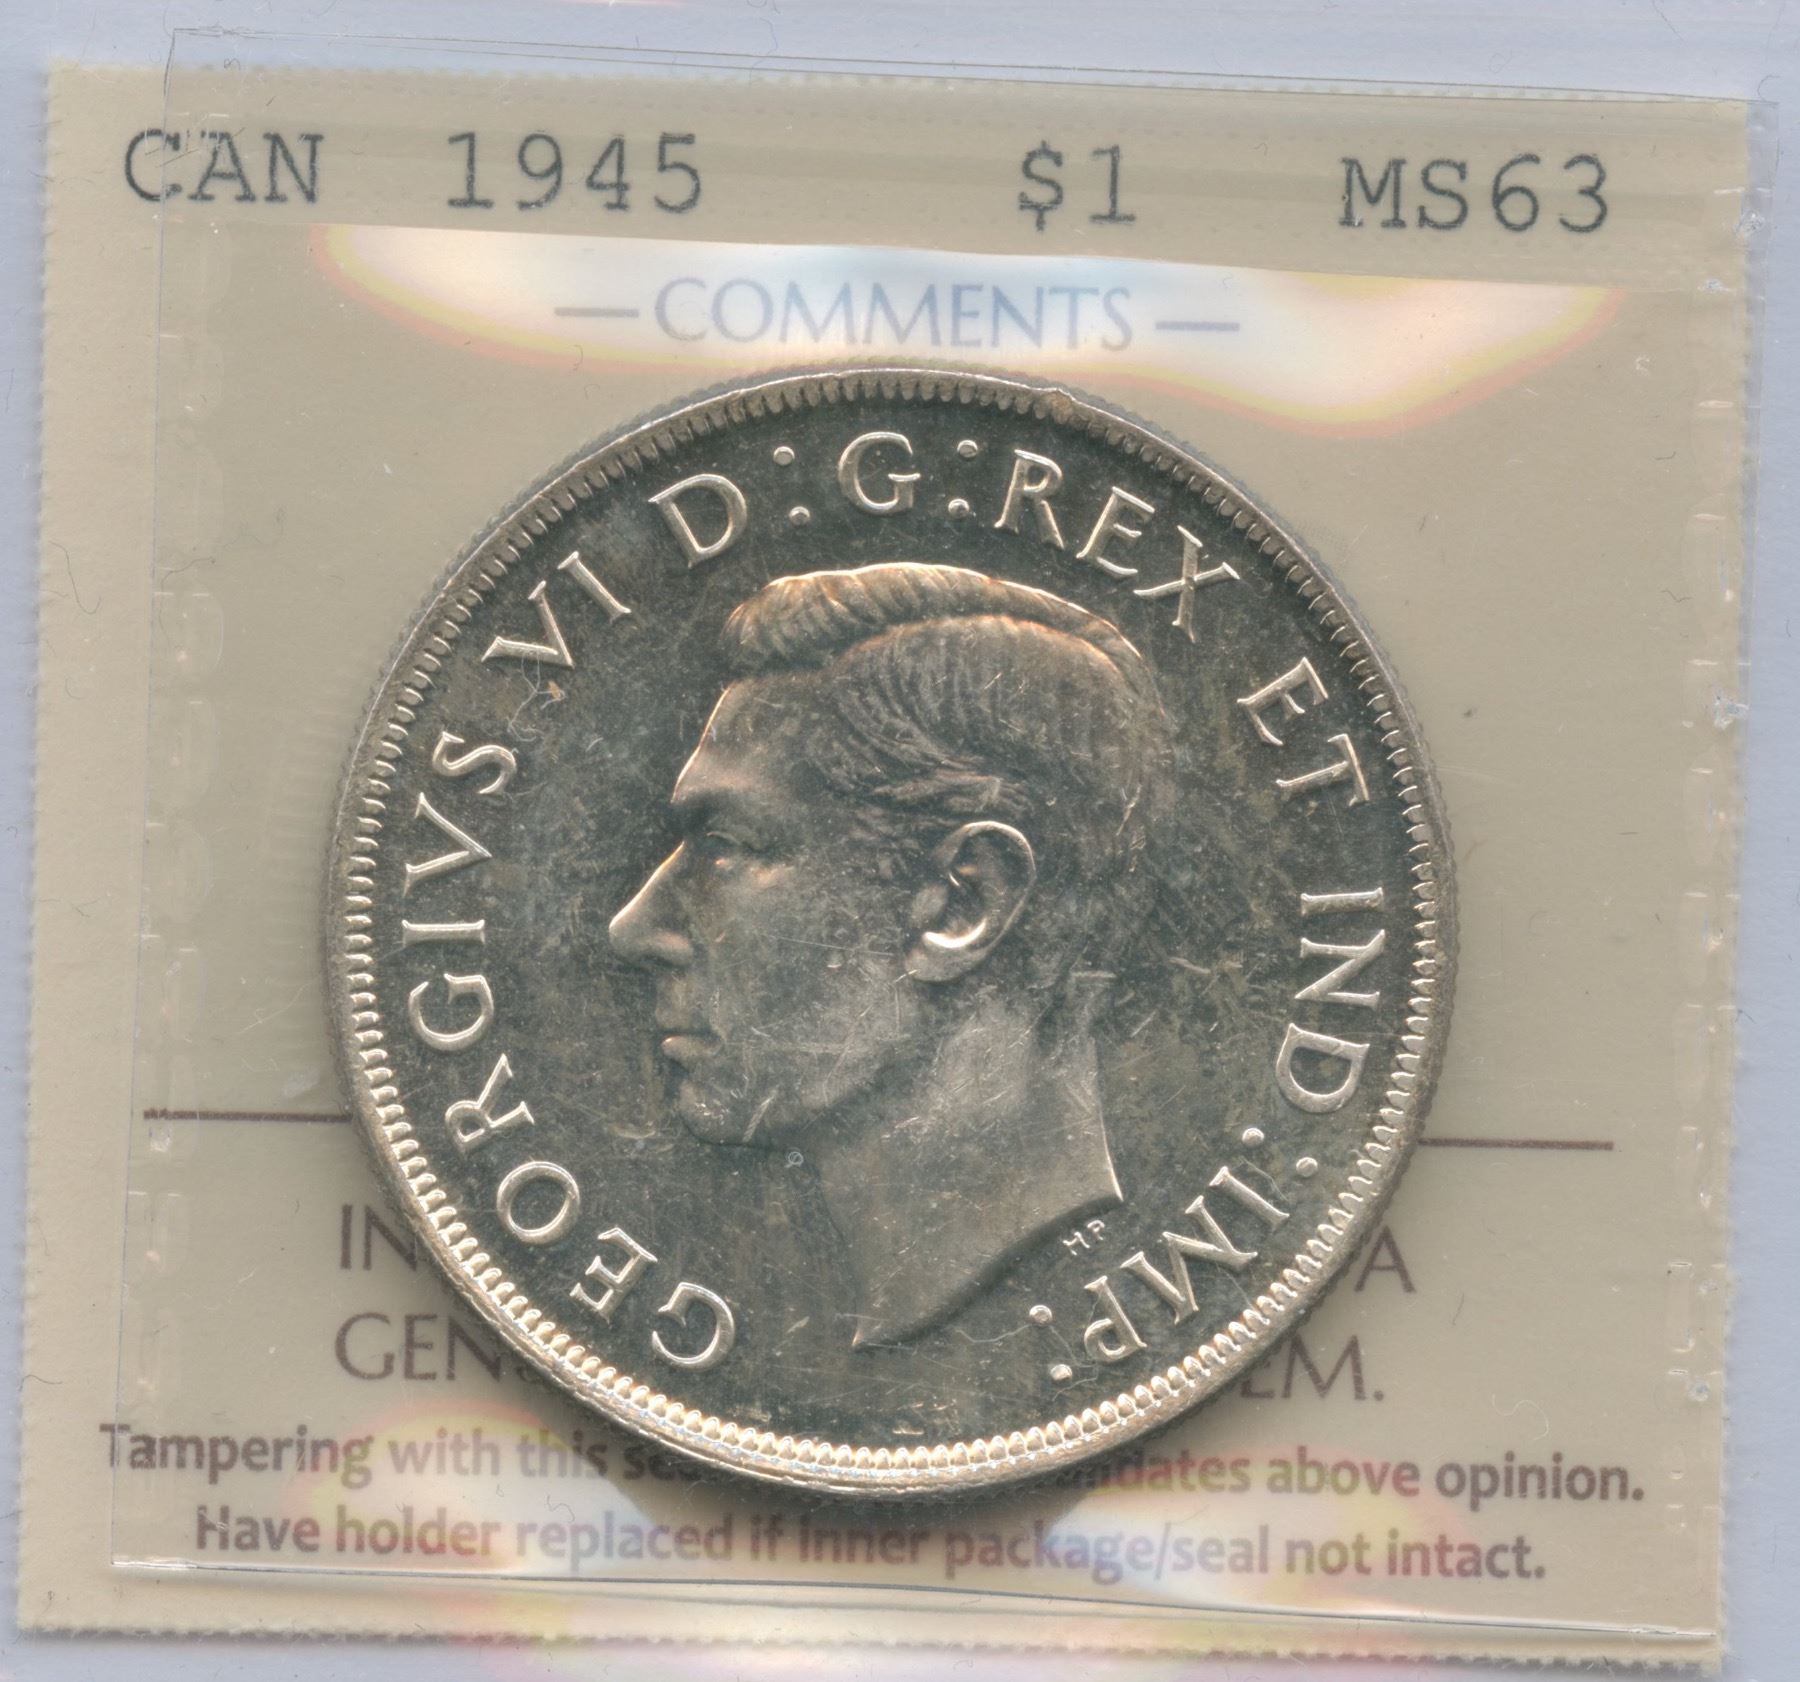 CAN 1945 $1 MS63
— COMMENTS —
GEORGIVS VI D:G:REX ET IND:IMP:
HP
Tampering with this above opinion.
Have holder replaced if inner package/seal not intact.